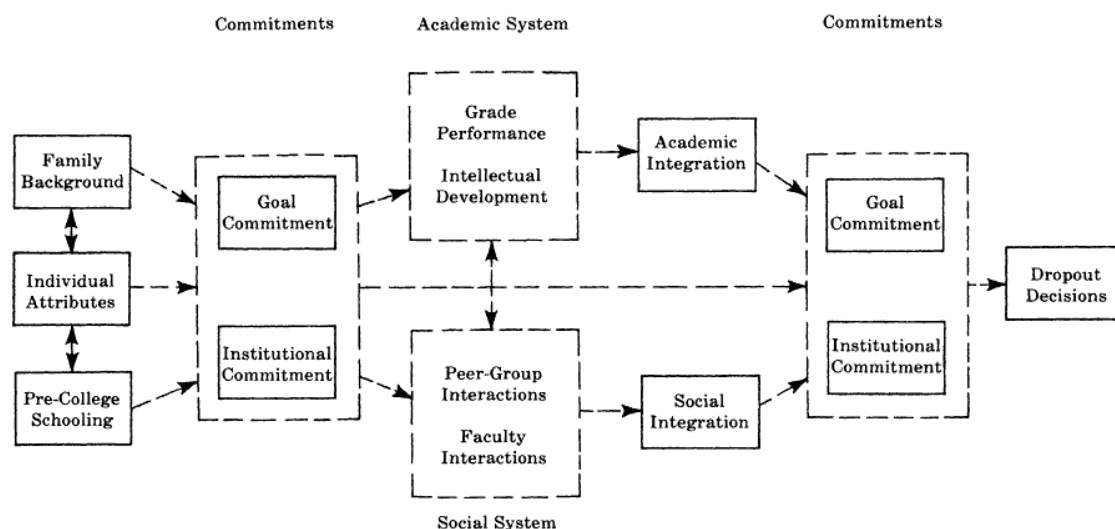 Commitments
Academic System
Commitments
Family
Background
Individual
Attributes
Pre-College
Schooling
Goal
Commitment
Institutional
Commitment
Grade
Performance
Intellectual
Development
Peer-Group
Interactions
Faculty
Interactions
Social System
Academic
Integration
Social
Integration
Goal
Commitment
Institutional
Commitment
Dropout
Decisions